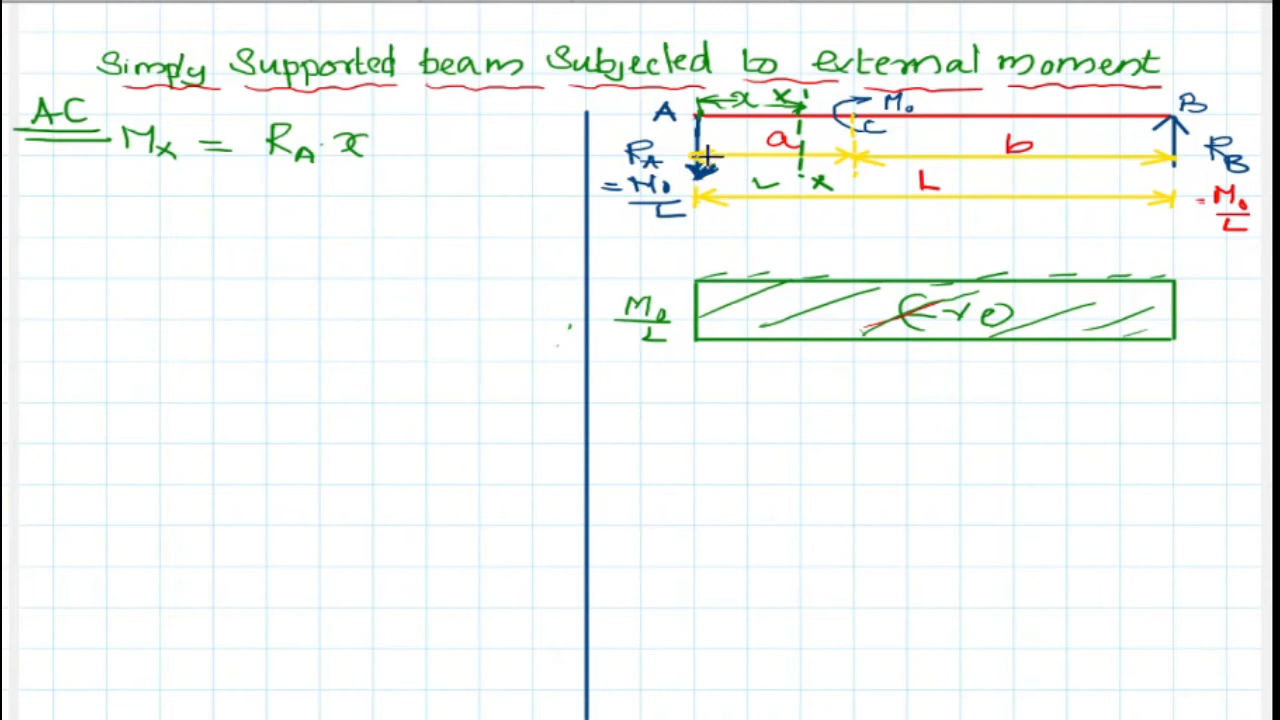 Simply Supported beam Subjected to external moment
AC
Mx = RA. x
A x x M₀ B
C
RA a b RB
= M₀/L L x L = M₀/L
M₀/L (-ve)